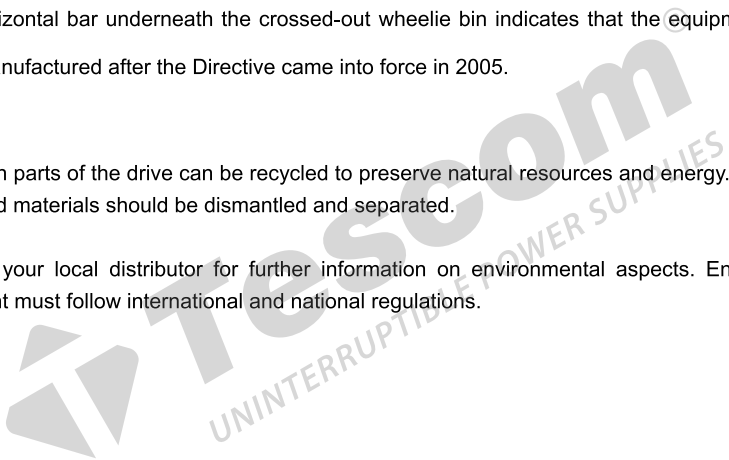 izontal bar underneath the crossed-out wheelie bin indicates that the equipm
nufactured after the Directive came into force in 2005.
n parts of the drive can be recycled to preserve natural resources and energy.
d materials should be dismantled and separated.
your local distributor for further information on environmental aspects. En
nt must follow international and national regulations.
Tescom®
UNINTERRUPTIBLE POWER SUPPLIES